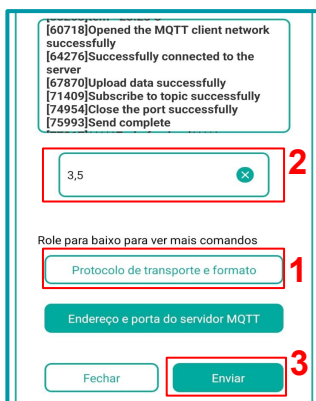 [60718]Opened the MQTT client network
successfully
[64276]Successfully connected to the
server
[67870]Upload data successfully
[71409]Subscribe to topic successfully
[74954]Close the port successfully
[75993]Send complete
3,5
2
Role para baixo para ver mais comandos
Protocolo de transporte e formato
1
Endereço e porta do servidor MQTT
3
Fechar
Enviar